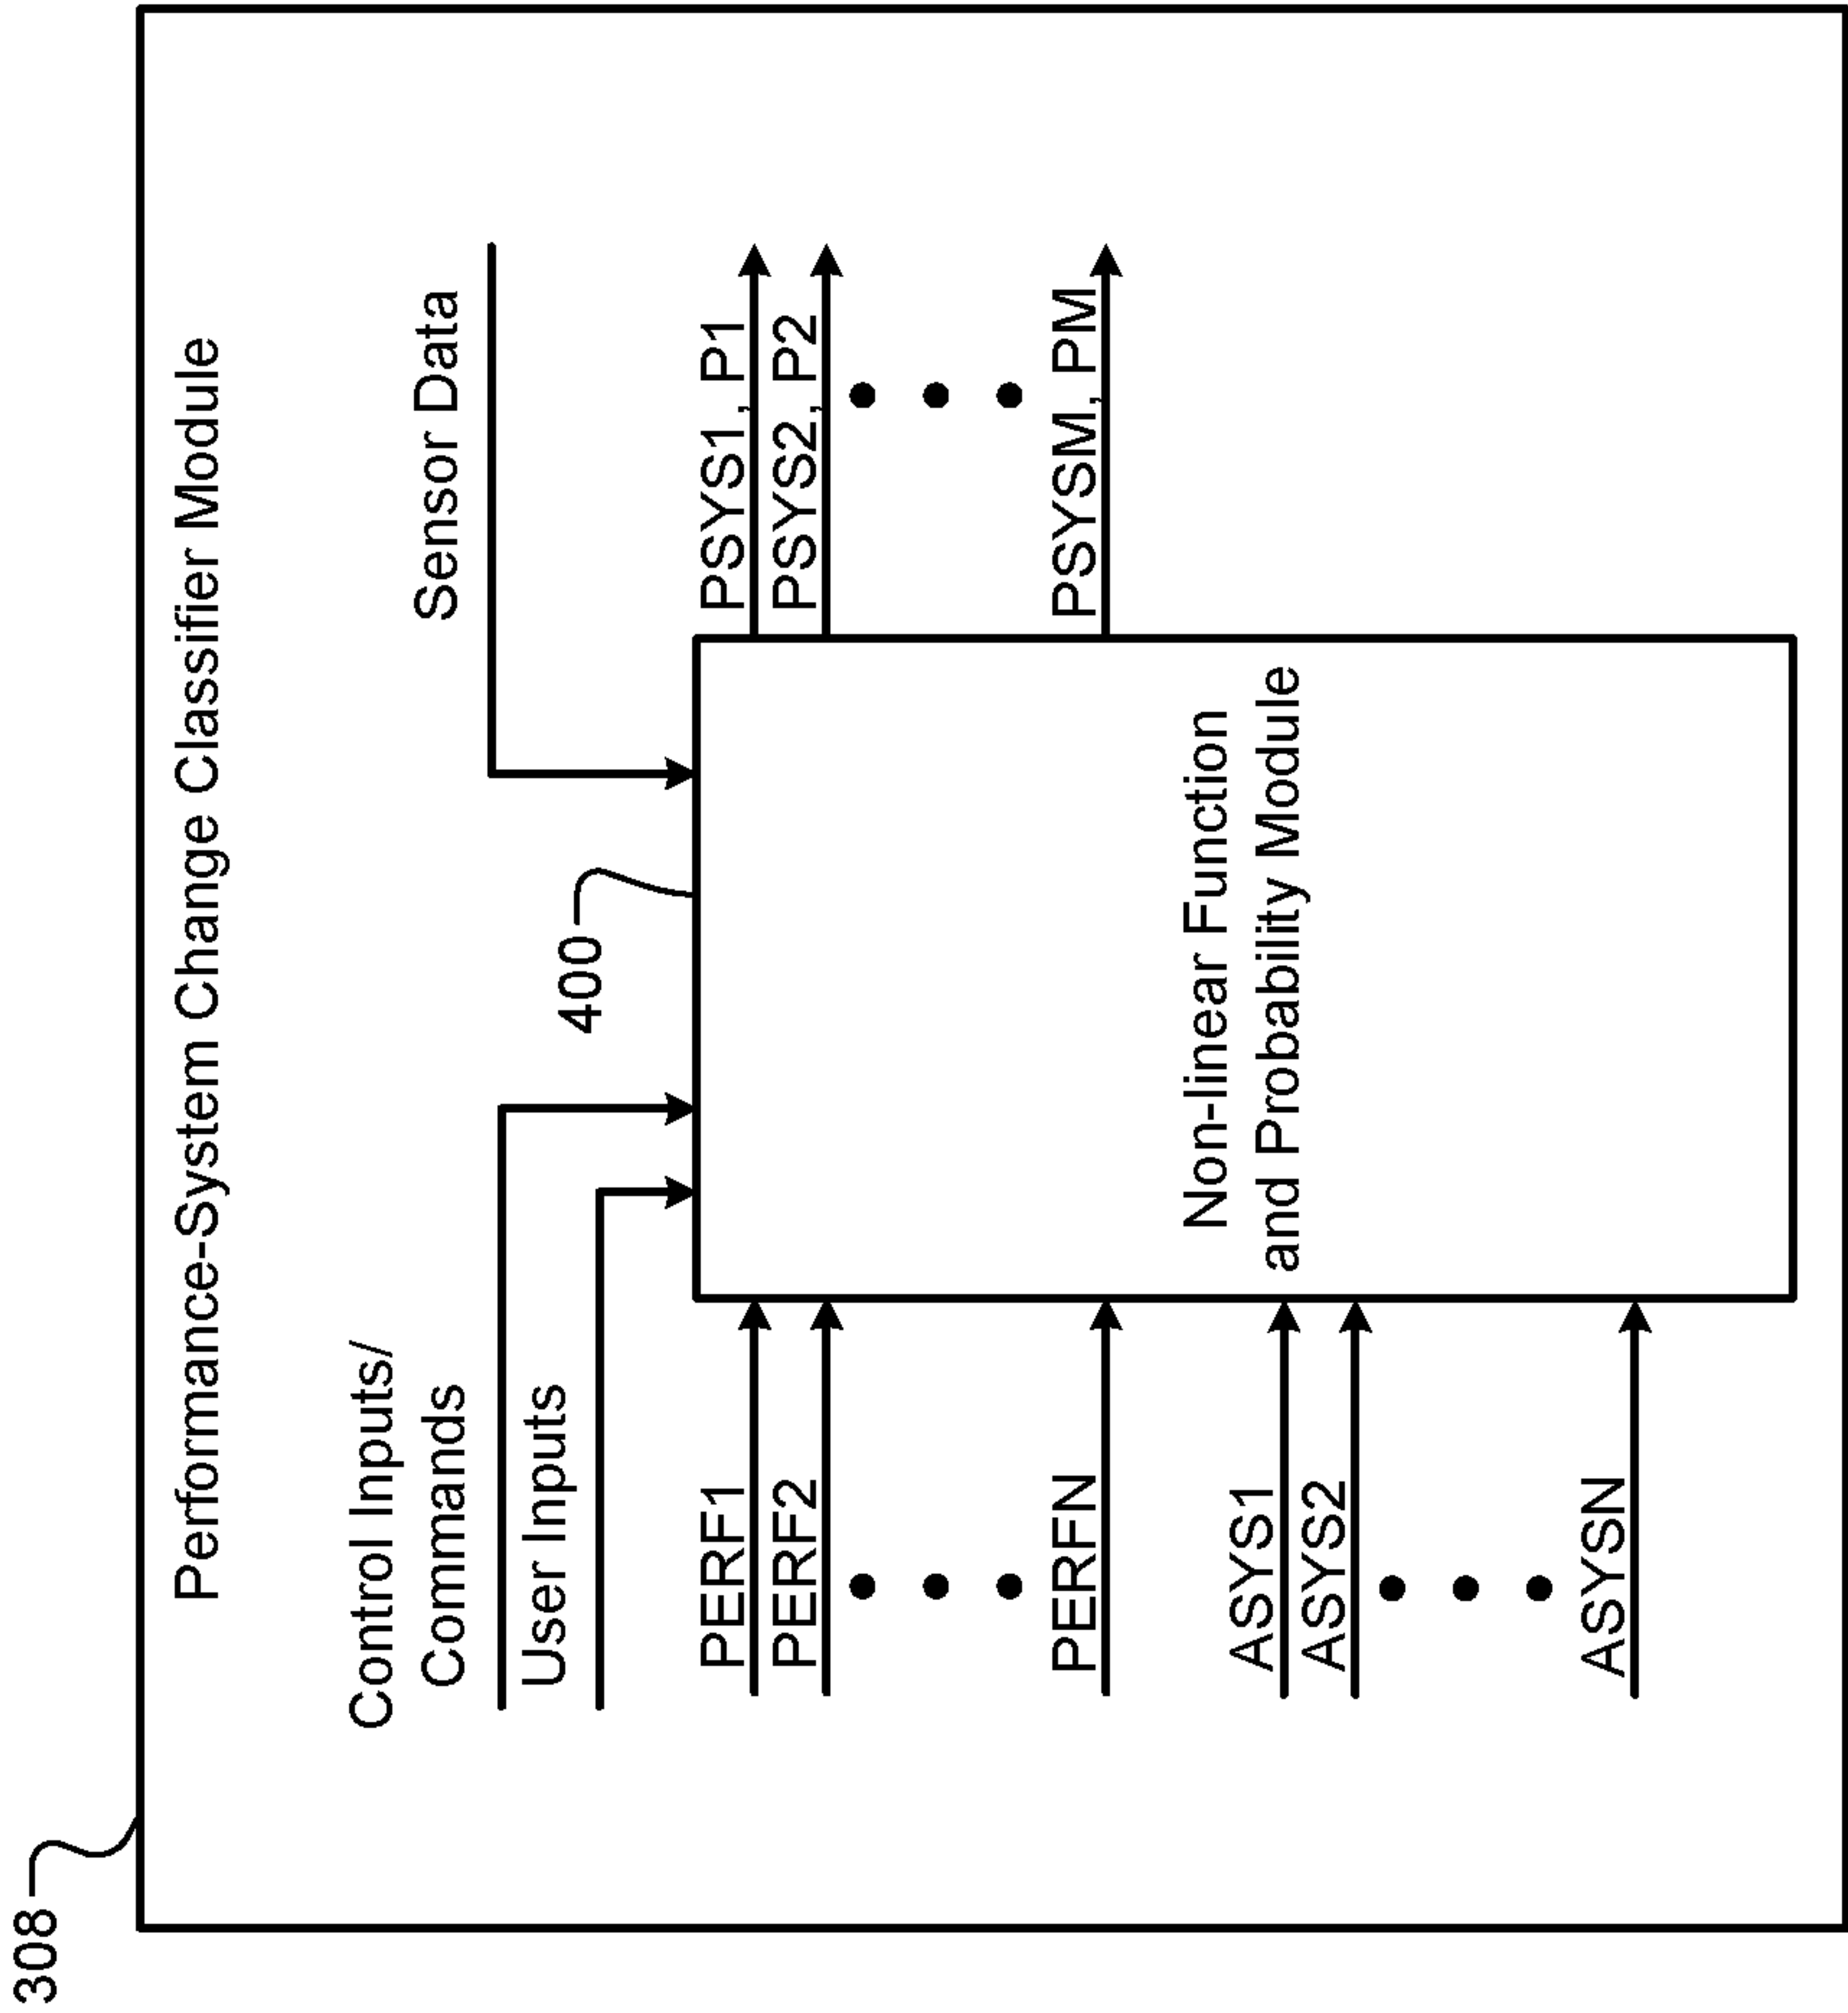 308
Performance-System Change Classifier Module
Control Inputs/
Commands
User Inputs
Sensor Data
400
PERF1
PERF2
PERFN
ASYS1
ASYS2
ASYSN
Non-linear Function
and Probability Module
PSYS1, P1
PSYS2, P2
PSYSM, PM